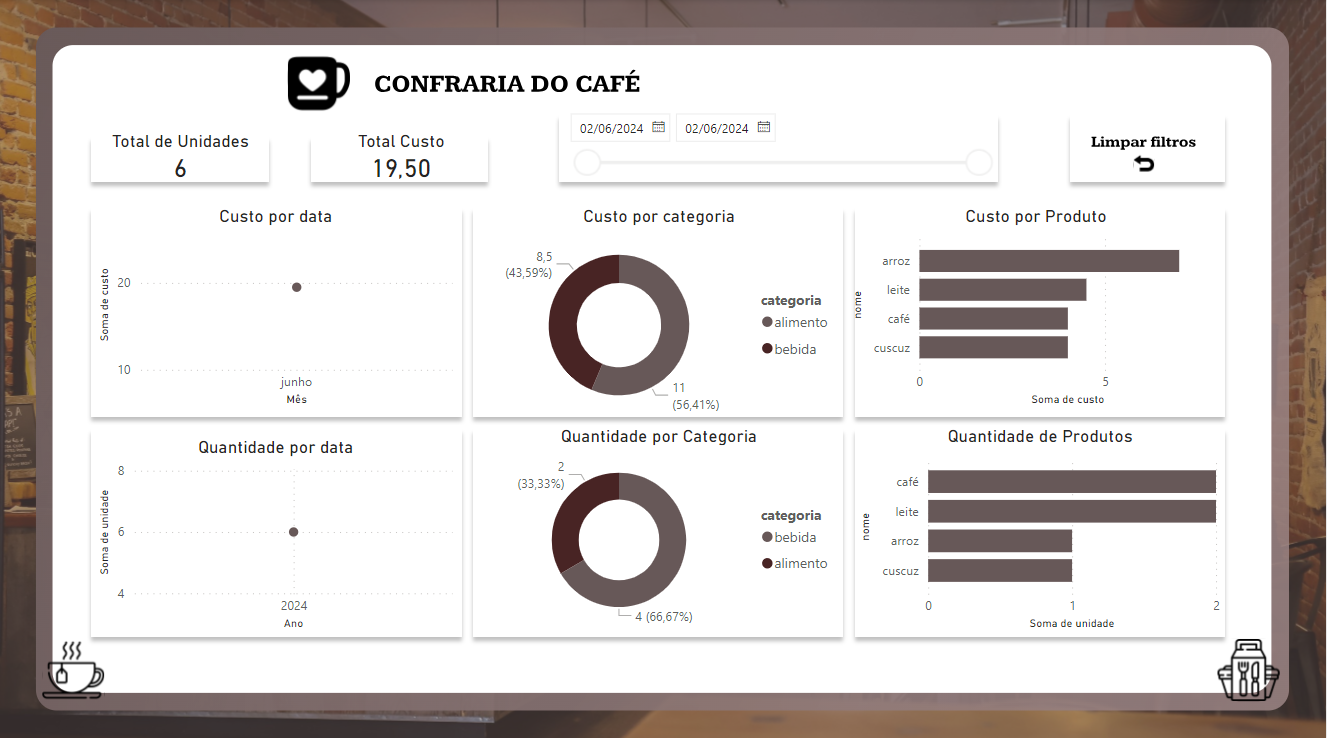 CONFRARIA DO CAFÉ
Total de Unidades
6
Total Custo
19,50
02/06/2024
02/06/2024
Limpar filtros
Custo por data
Soma de custo
20
10
junho
Mês
Custo por categoria
8,5
(43,59%)
11
(56,41%)
categoria
alimento
bebida
Custo por Produto
nome
arroz
leite
café
cuscuz
0
5
Soma de custo
Quantidade por data
Soma de unidade
8
6
4
2024
Ano
Quantidade por Categoria
2
(33,33%)
4 (66,67%)
categoria
bebida
alimento
Quantidade de Produtos
nome
café
leite
arroz
cuscuz
0
1
2
Soma de unidade